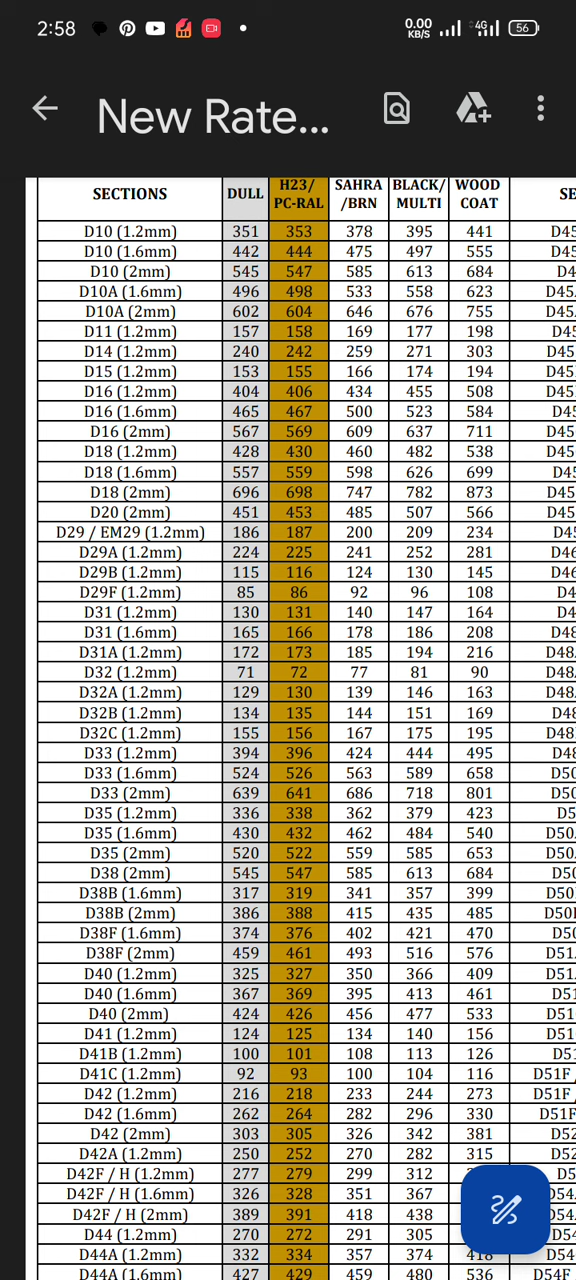 2:58 0.00 KB/S 4G 56
New Rate...
SECTIONS DULL H23/ PC-RAL SAHRA /BRN BLACK/ MULTI WOOD COAT SE
D10 (1.2mm) 351 353 378 395 441 D45
D10 (1.6mm) 442 444 475 497 555 D45
D10 (2mm) 545 547 585 613 684 D4
D10A (1.6mm) 496 498 533 558 623 D45
D10A (2mm) 602 604 646 676 755 D45
D11 (1.2mm) 157 158 169 177 198 D45
D14 (1.2mm) 240 242 259 271 303 D45
D15 (1.2mm) 153 155 166 174 194 D45
D16 (1.2mm) 404 406 434 455 508 D45
D16 (1.6mm) 465 467 500 523 584 D45
D16 (2mm) 567 569 609 637 711 D45
D18 (1.2mm) 428 430 460 482 538 D45
D18 (1.6mm) 557 559 598 626 699 D45
D18 (2mm) 696 698 747 782 873 D45
D20 (2mm) 451 453 485 507 566 D45
D29 / EM29 (1.2mm) 186 187 200 209 234 D45
D29A (1.2mm) 224 225 241 252 281 D46
D29B (1.2mm) 115 116 124 130 145 D46
D29F (1.2mm) 85 86 92 96 108 D4
D31 (1.2mm) 130 131 140 147 164 D4
D31 (1.6mm) 165 166 178 186 208 D48
D31A (1.2mm) 172 173 185 194 216 D48
D32 (1.2mm) 71 72 77 81 90 D48
D32A (1.2mm) 129 130 139 146 163 D48
D32B (1.2mm) 134 135 144 151 169 D48
D32C (1.2mm) 155 156 167 175 195 D48
D33 (1.2mm) 394 396 424 444 495 D48
D33 (1.6mm) 524 526 563 589 658 D50
D33 (2mm) 639 641 686 718 801 D50
D35 (1.2mm) 336 338 362 379 423 D5
D35 (1.6mm) 430 432 462 484 540 D50
D35 (2mm) 520 522 559 585 653 D50
D38 (2mm) 545 547 585 613 684 D50
D38B (1.6mm) 317 319 341 357 399 D50
D38B (2mm) 386 388 415 435 485 D50
D38F (1.6mm) 374 376 402 421 470 D50
D38F (2mm) 459 461 493 516 576 D51
D40 (1.2mm) 325 327 350 366 409 D51
D40 (1.6mm) 367 369 395 413 461 D51
D40 (2mm) 424 426 456 477 533 D51
D41 (1.2mm) 124 125 134 140 156 D51
D41B (1.2mm) 100 101 108 113 126 D51
D41C (1.2mm) 92 93 100 104 116 D51F
D42 (1.2mm) 216 218 233 244 273 D51F
D42 (1.6mm) 262 264 282 296 330 D51F
D42 (2mm) 303 305 326 342 381 D52
D42A (1.2mm) 250 252 270 282 315 D52
D42F / H (1.2mm) 277 279 299 312 D5
D42F / H (1.6mm) 326 328 351 367 D54
D42F / H (2mm) 389 391 418 438 D54
D44 (1.2mm) 270 272 291 305 D54
D44A (1.2mm) 332 334 357 374 418 D54
D44A (1.6mm) 427 429 459 480 536 D54F